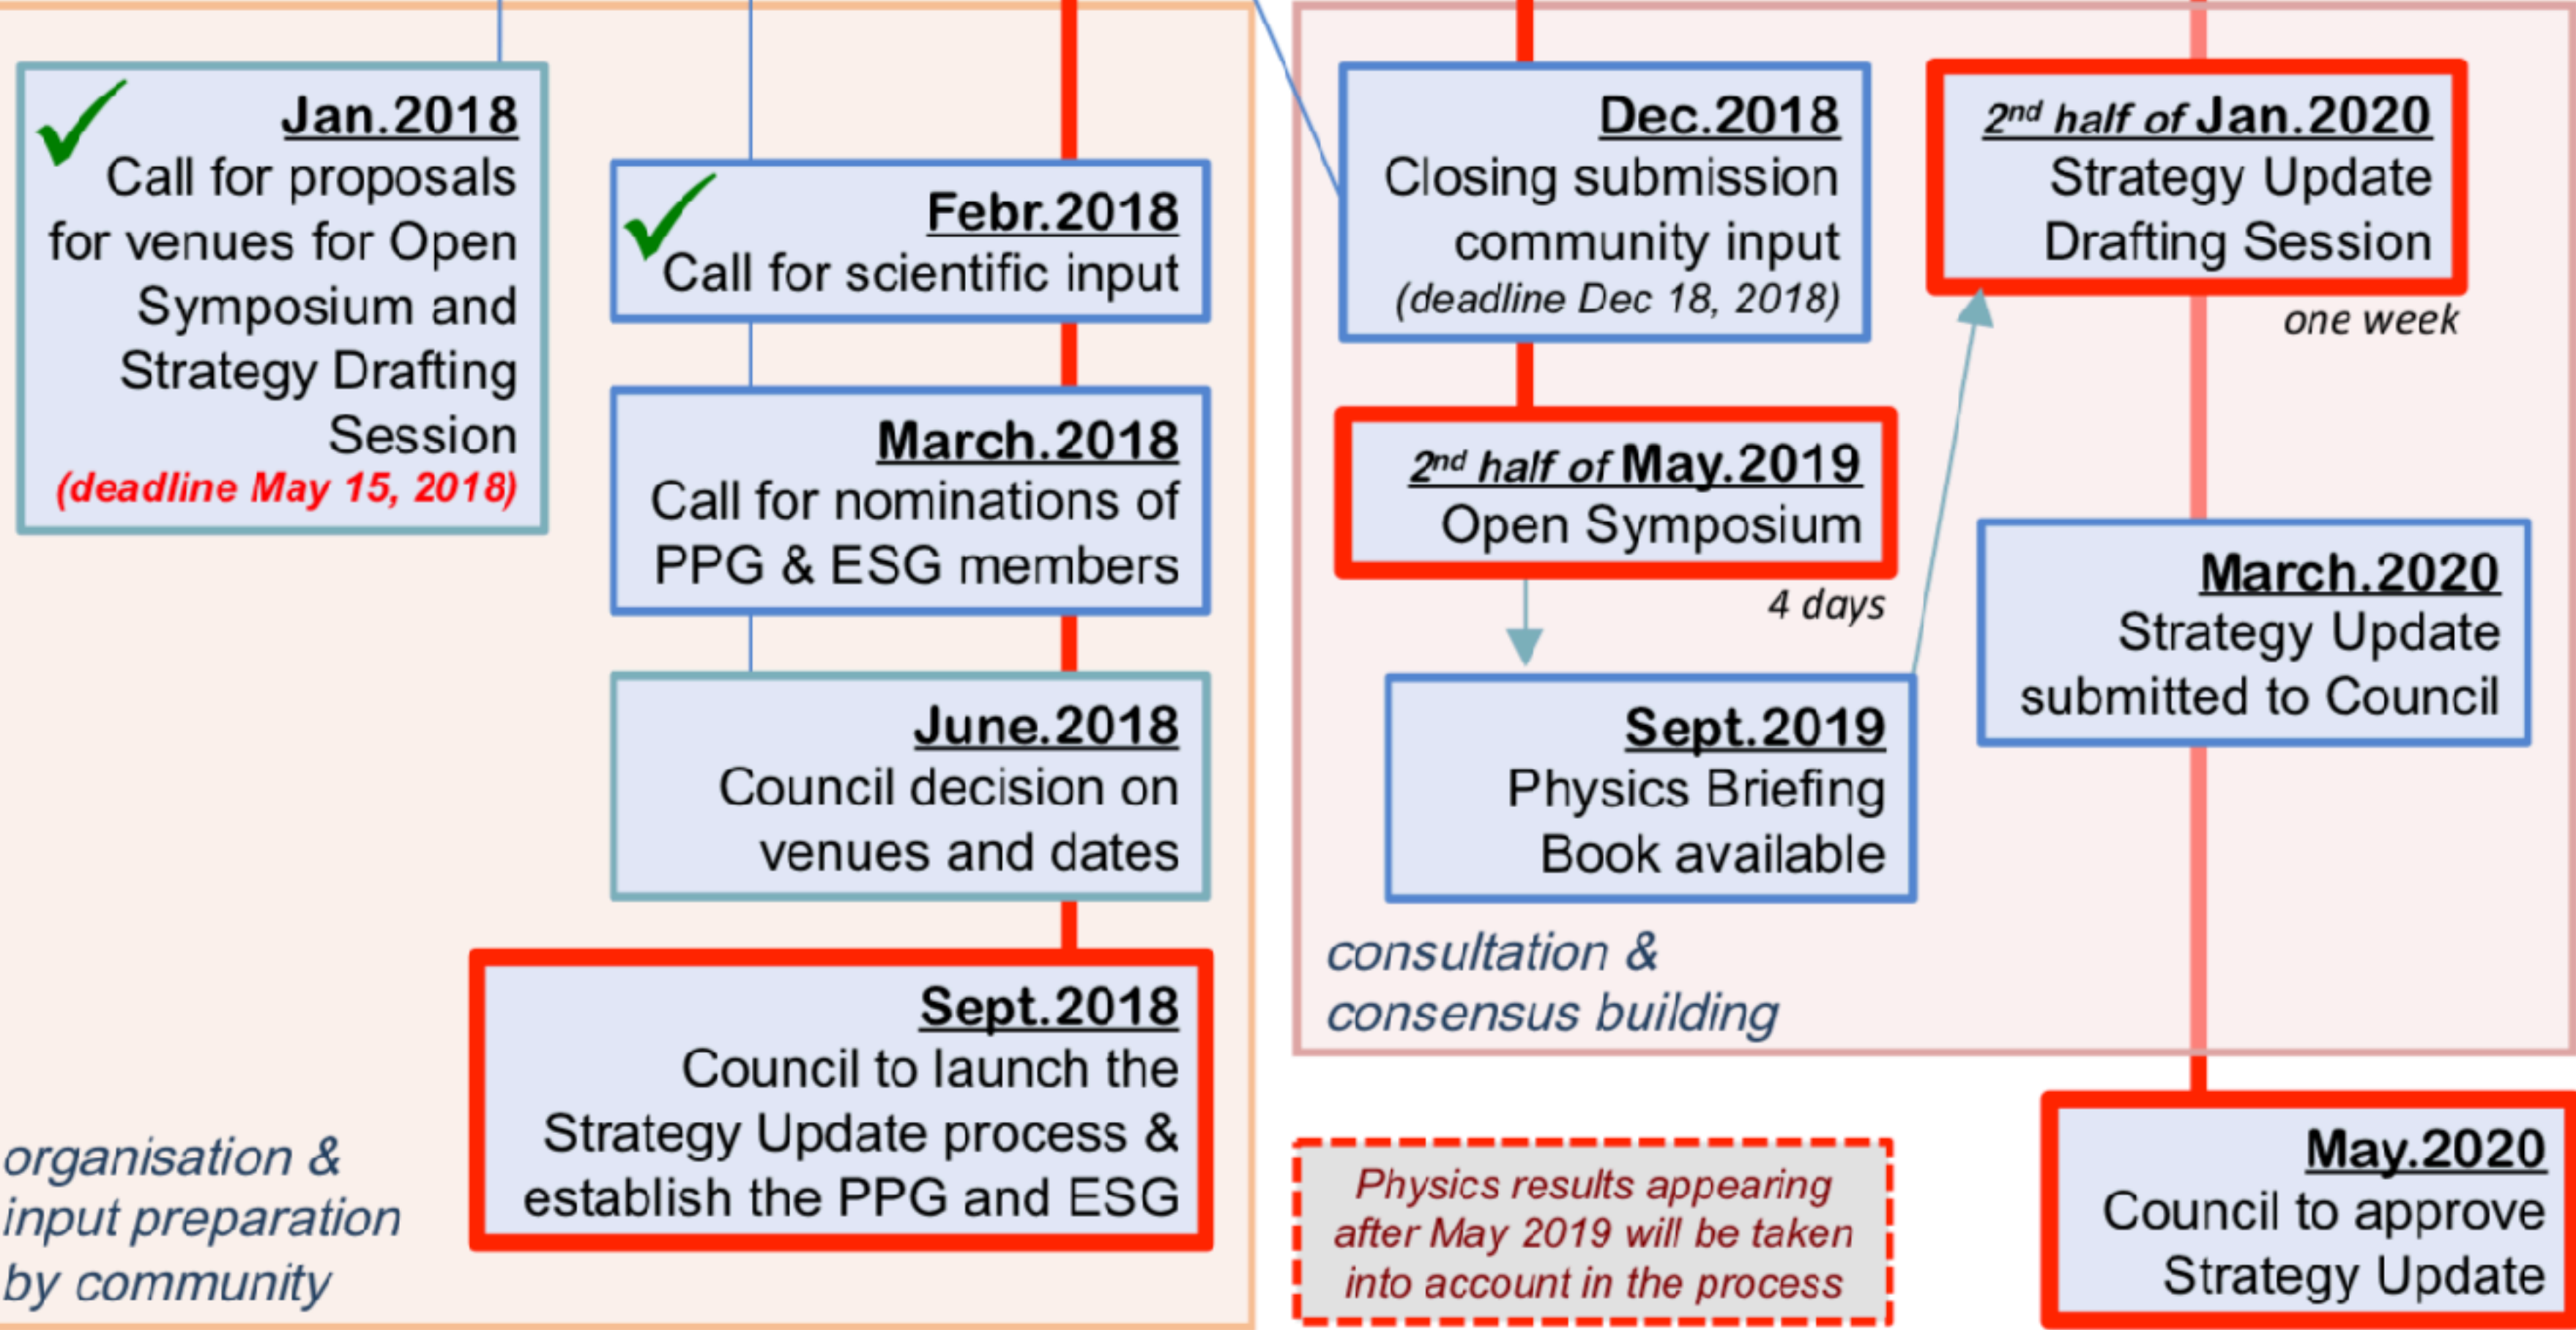 Jan.2018
Call for proposals
for venues for Open
Symposium and
Strategy Drafting
Session
(deadline May 15, 2018)
Febr.2018
Call for scientific input
March.2018
Call for nominations of
PPG & ESG members
June.2018
Council decision on
venues and dates
Sept.2018
Council to launch the
Strategy Update process &
establish the PPG and ESG
organisation &
input preparation
by community
Dec.2018
Closing submission
community input
(deadline Dec 18, 2018)
2nd half of May.2019
Open Symposium
4 days
Sept.2019
Physics Briefing
Book available
consultation &
consensus building
2nd half of Jan.2020
Strategy Update
Drafting Session
one week
March.2020
Strategy Update
submitted to Council
Physics results appearing
after May 2019 will be taken
into account in the process
May.2020
Council to approve
Strategy Update